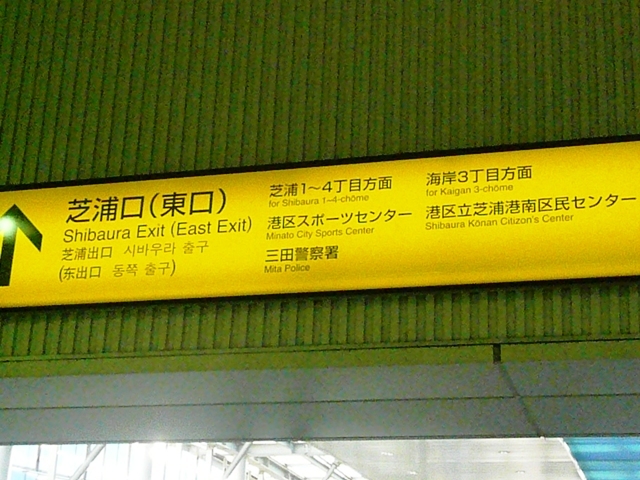 芝浦口(東口)
Shibaura Exit (East Exit)
芝浦出口 시바우라 출구
(东出口 동쪽 출구)
芝浦1~4丁目方面
for Shibaura 1–4-chōme
港区スポーツセンター
Minato City Sports Center
三田警察署
Mita Police
海岸3丁目方面
for Kaigan 3-chōme
港区立芝浦港南区民センター
Shibaura Kōnan Citizon's Center